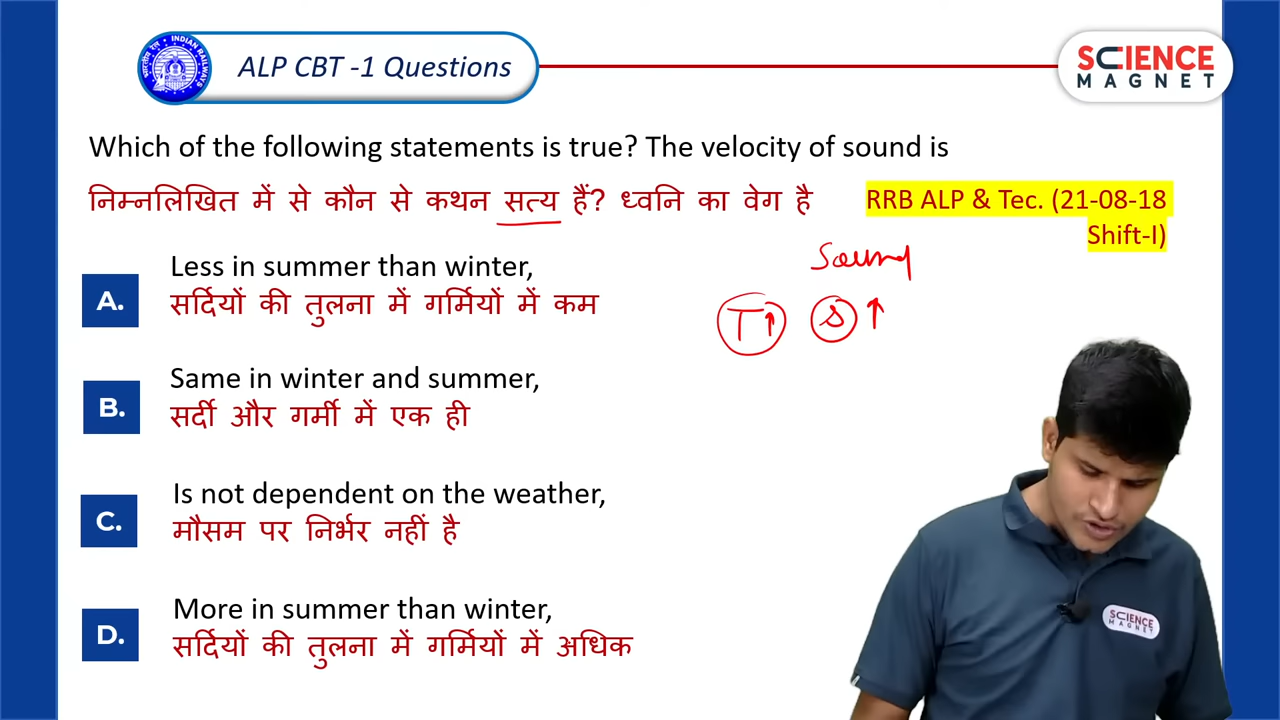 INDIAN RAILWAYS
भारतीय रेल
ALP CBT -1 Questions
SCIENCE
MAGNET
Which of the following statements is true? The velocity of sound is
निम्नलिखित में से कौन से कथन सत्य हैं? ध्वनि का वेग है
RRB ALP & Tec. (21-08-18
Shift-I)
Sound
T↑ S ↑
A.
Less in summer than winter,
सर्दियों की तुलना में गर्मियों में कम
B.
Same in winter and summer,
सर्दी और गर्मी में एक ही
C.
Is not dependent on the weather,
मौसम पर निर्भर नहीं है
D.
More in summer than winter,
सर्दियों की तुलना में गर्मियों में अधिक
SCIENCE
MAGNET